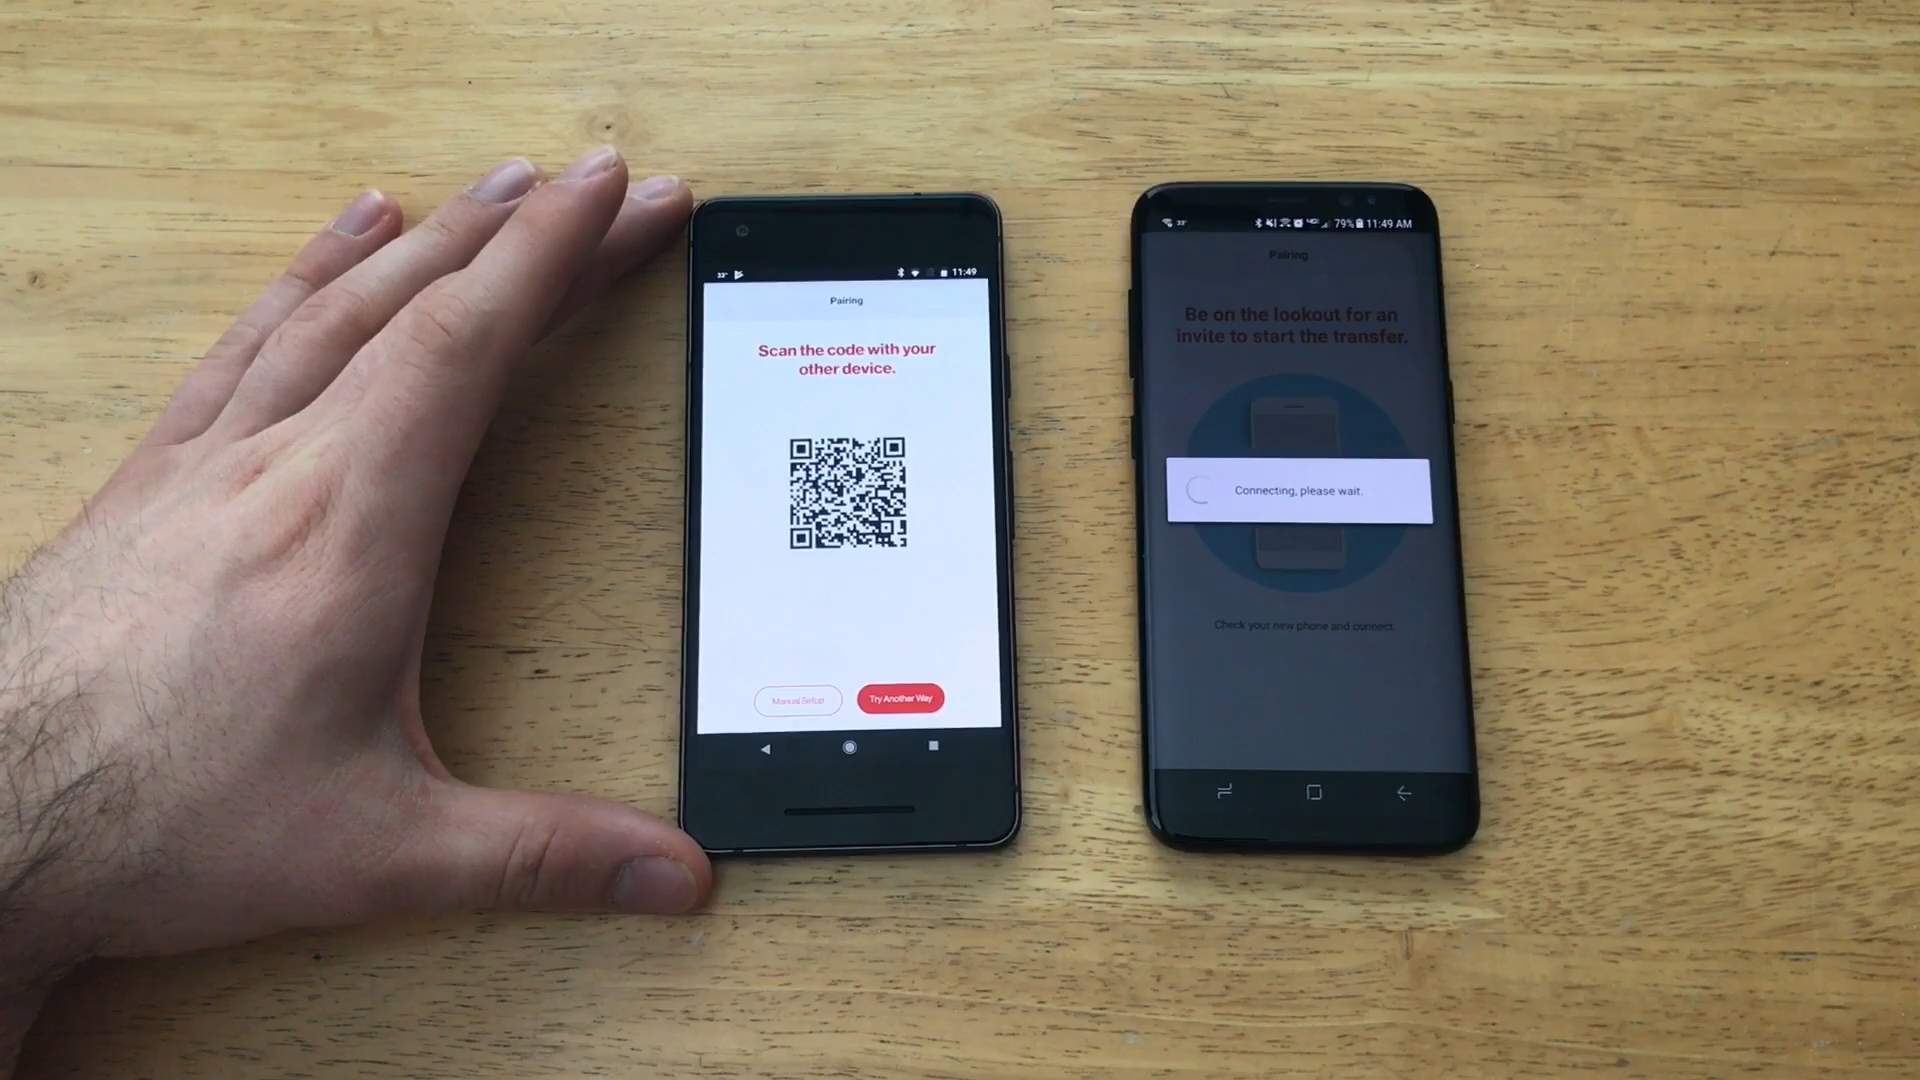 33°
11:49
Pairing
Scan the code with your
other device.
Manual Setup
Try Another Way
33°
79%
11:49 AM
Pairing
Be on the lookout for an
invite to start the transfer.
Connecting, please wait.
Check your new phone and connect.